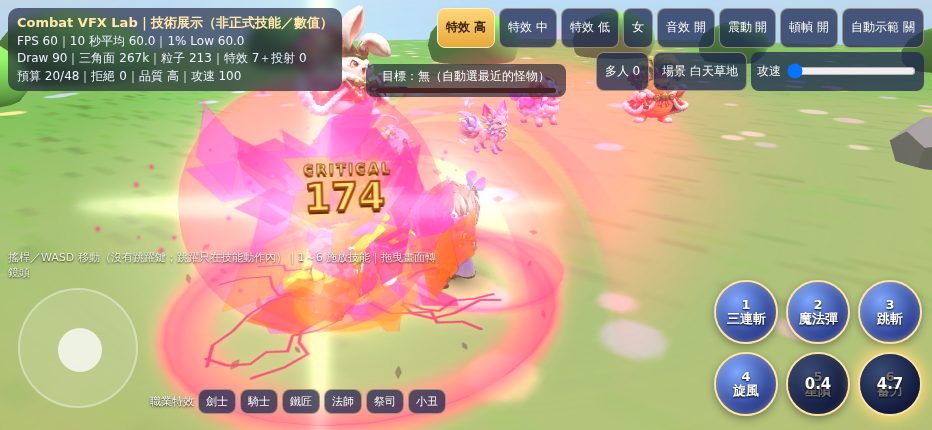 Combat VFX Lab｜技術展示（非正式技能／數值）
FPS 60｜10 秒平均 60.0｜1% Low 60.0
Draw 90｜三角面 267k｜粒子 213｜特效 7＋投射 0
預算 20/48｜拒絕 0｜品質 高｜攻速 100
特效 高
特效 中
特效 低
女
音效 開
震動 開
頓幀 開
自動示範 關
多人 0
場景 白天草地
攻速
目標：無（自動選最近的怪物）
CRITICAL
174
搖桿／WASD 移動（沒有跳躍鍵；跳躍只在技能動作內）｜1～6 施放技能｜拖曳畫面轉
鏡頭
1
三連斬
2
魔法彈
3
跳斬
4
旋風
0.4
4.7
職業特效
劍士
騎士
鐵匠
法師
祭司
小丑